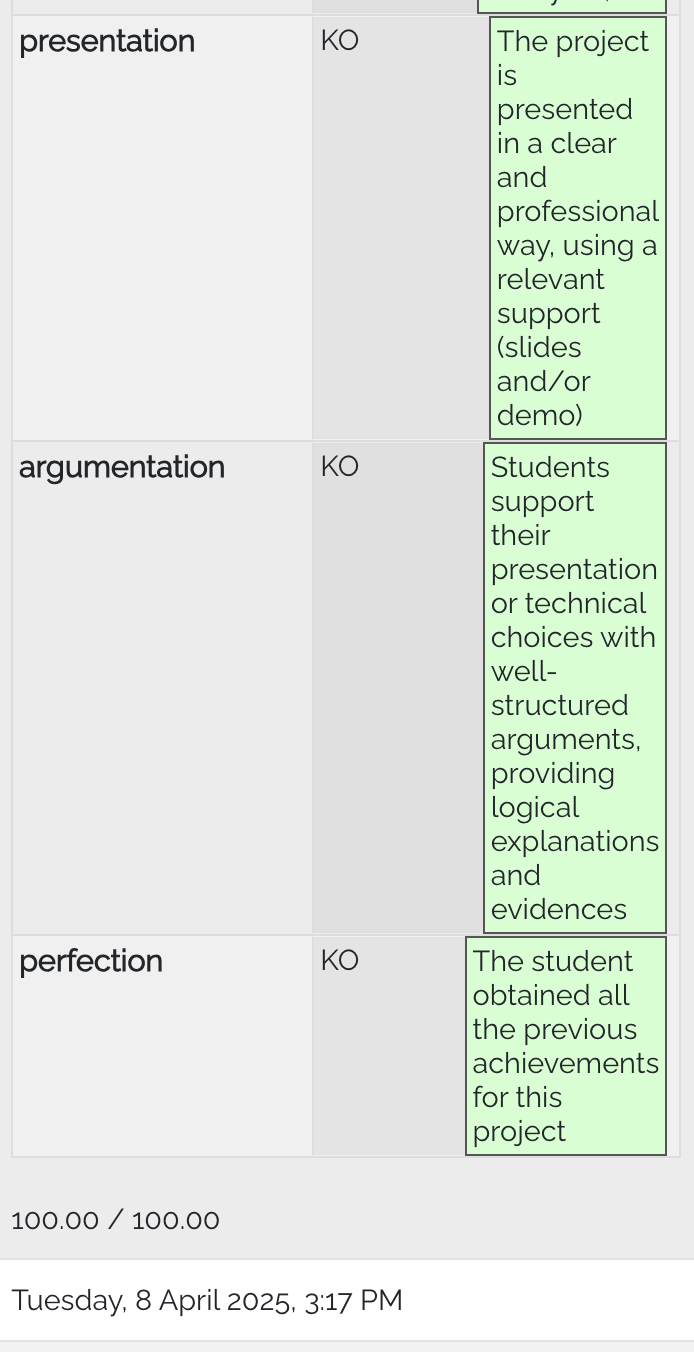 presentation
KO
The project
is
presented
in a clear
and
professional
way, using a
relevant
support
(slides
and/or
demo)
argumentation
KO
Students
support
their
presentation
or technical
choices with
well-
structured
arguments,
providing
logical
explanations
and
evidences
perfection
KO
The student
obtained all
the previous
achievements
for this
project
100.00 / 100.00
Tuesday, 8 April 2025, 3:17 PM